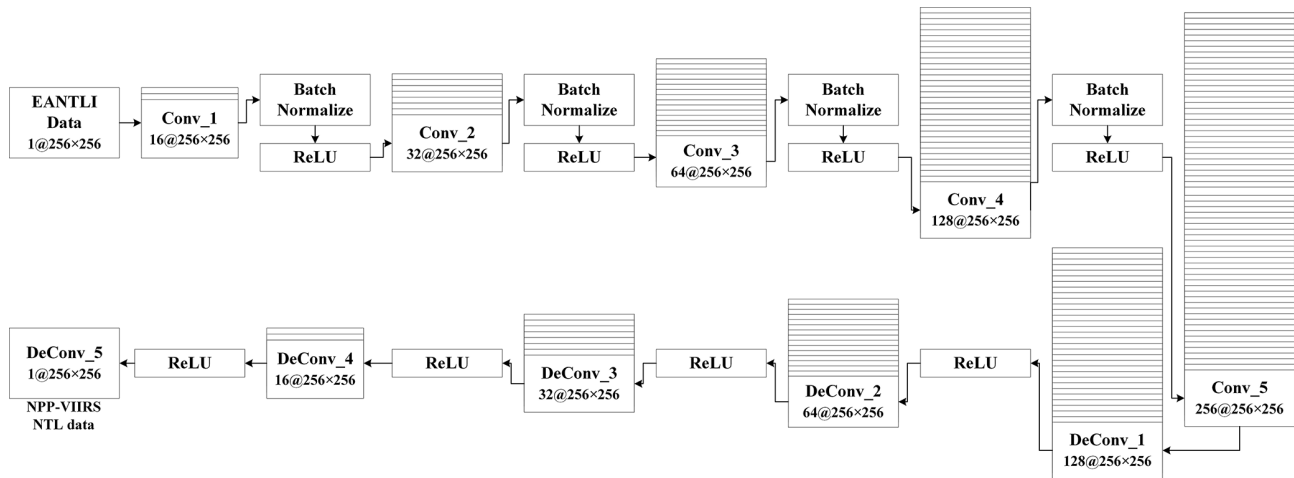 EANTLI
Data
1@256×256
Conv_1
16@256×256
Batch
Normalize
ReLU
Conv_2
32@256×256
Batch
Normalize
ReLU
Conv_3
64@256×256
Batch
Normalize
ReLU
Conv_4
128@256×256
Batch
Normalize
ReLU
Conv_5
256@256×256
DeConv_1
128@256×256
ReLU
DeConv_2
64@256×256
ReLU
DeConv_3
32@256×256
ReLU
DeConv_4
16@256×256
ReLU
DeConv_5
1@256×256
NPP-VIIRS
NTL data